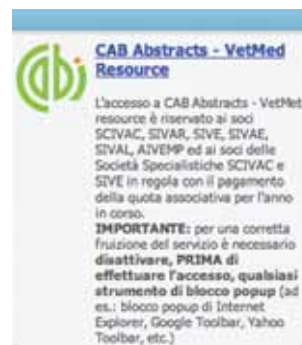 cabi
CAB Abstracts - VetMed
Resource
L'accesso a CAB Abstracts - VetMet
resource è riservato ai soci
SCIVAC, SIVAR, SIVE, SIVAE,
SIVAL, AIVEMP ed ai soci delle
Società Specialistiche SCIVAC e
SIVE in regola con il pagamento
della quota associativa per l'anno
in corso.
IMPORTANTE: per una corretta
fruizione del servizio è necessario
disattivare, PRIMA di
effettuare l'accesso, qualsiasi
strumento di blocco popup (ad
es.: blocco popup di Internet
Explorer, Google Toolbar, Yahoo
Toolbar, etc.)